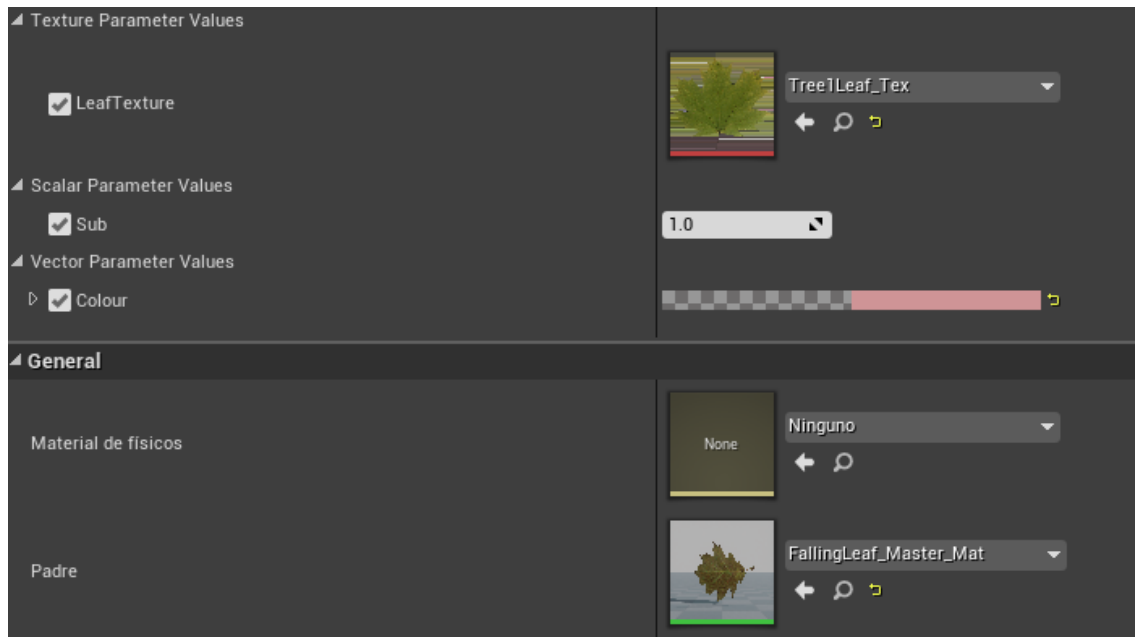 Texture Parameter Values
LeafTexture
Tree1Leaf_Tex
Scalar Parameter Values
Sub
1.0
Vector Parameter Values
Colour
General
Material de físicos
None
Ninguno
Padre
FallingLeaf_Master_Mat